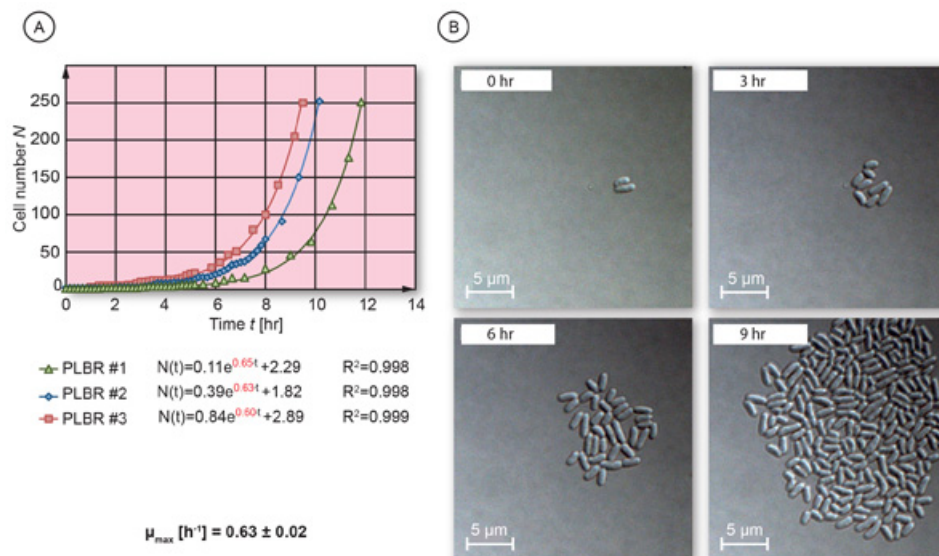 A
B
Cell number N
250
200
150
100
50
0
0 2 4 6 8 10 12 14
Time t [hr]
PLBR #1 N(t)=0.11e^0.65t+2.29 R²=0.998
PLBR #2 N(t)=0.39e^0.63t+1.82 R²=0.998
PLBR #3 N(t)=0.84e^0.60t+2.89 R²=0.999
μmax [h⁻¹] = 0.63 ± 0.02
0 hr
5 μm
3 hr
5 μm
6 hr
5 μm
9 hr
5 μm